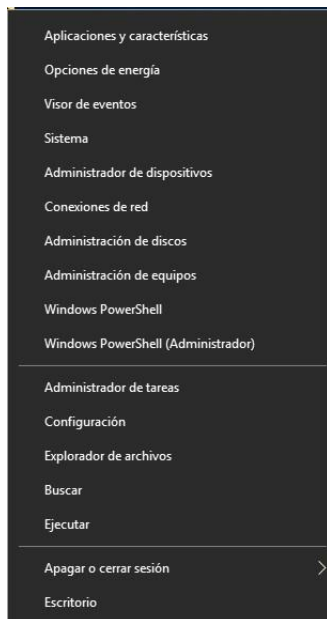 Aplicaciones y características
Opciones de energía
Visor de eventos
Sistema
Administrador de dispositivos
Conexiones de red
Administración de discos
Administración de equipos
Windows PowerShell
Windows PowerShell (Administrador)
Administrador de tareas
Configuración
Explorador de archivos
Buscar
Ejecutar
Apagar o cerrar sesión
Escritorio